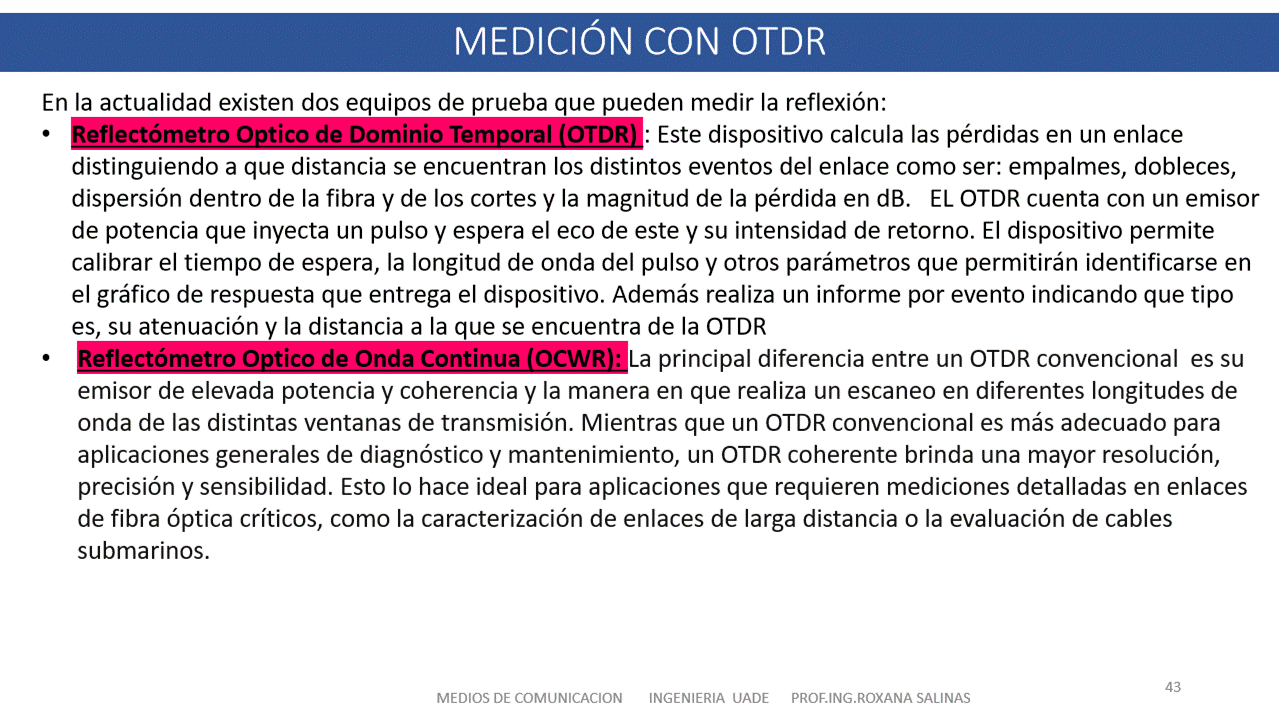 MEDICIÓN CON OTDR
En la actualidad existen dos equipos de prueba que pueden medir la reflexión:
• Reflectómetro Optico de Dominio Temporal (OTDR) : Este dispositivo calcula las pérdidas en un enlace
distinguiendo a que distancia se encuentran los distintos eventos del enlace como ser: empalmes, dobleces,
dispersión dentro de la fibra y de los cortes y la magnitud de la pérdida en dB.   EL OTDR cuenta con un emisor
de potencia que inyecta un pulso y espera el eco de este y su intensidad de retorno. El dispositivo permite
calibrar el tiempo de espera, la longitud de onda del pulso y otros parámetros que permitirán identificarse en
el gráfico de respuesta que entrega el dispositivo. Además realiza un informe por evento indicando que tipo
es, su atenuación y la distancia a la que se encuentra de la OTDR
• Reflectómetro Optico de Onda Continua (OCWR): La principal diferencia entre un OTDR convencional  es su
emisor de elevada potencia y coherencia y la manera en que realiza un escaneo en diferentes longitudes de
onda de las distintas ventanas de transmisión. Mientras que un OTDR convencional es más adecuado para
aplicaciones generales de diagnóstico y mantenimiento, un OTDR coherente brinda una mayor resolución,
precisión y sensibilidad. Esto lo hace ideal para aplicaciones que requieren mediciones detalladas en enlaces
de fibra óptica críticos, como la caracterización de enlaces de larga distancia o la evaluación de cables
submarinos.
43
MEDIOS DE COMUNICACION INGENIERIA UADE PROF.ING.ROXANA SALINAS